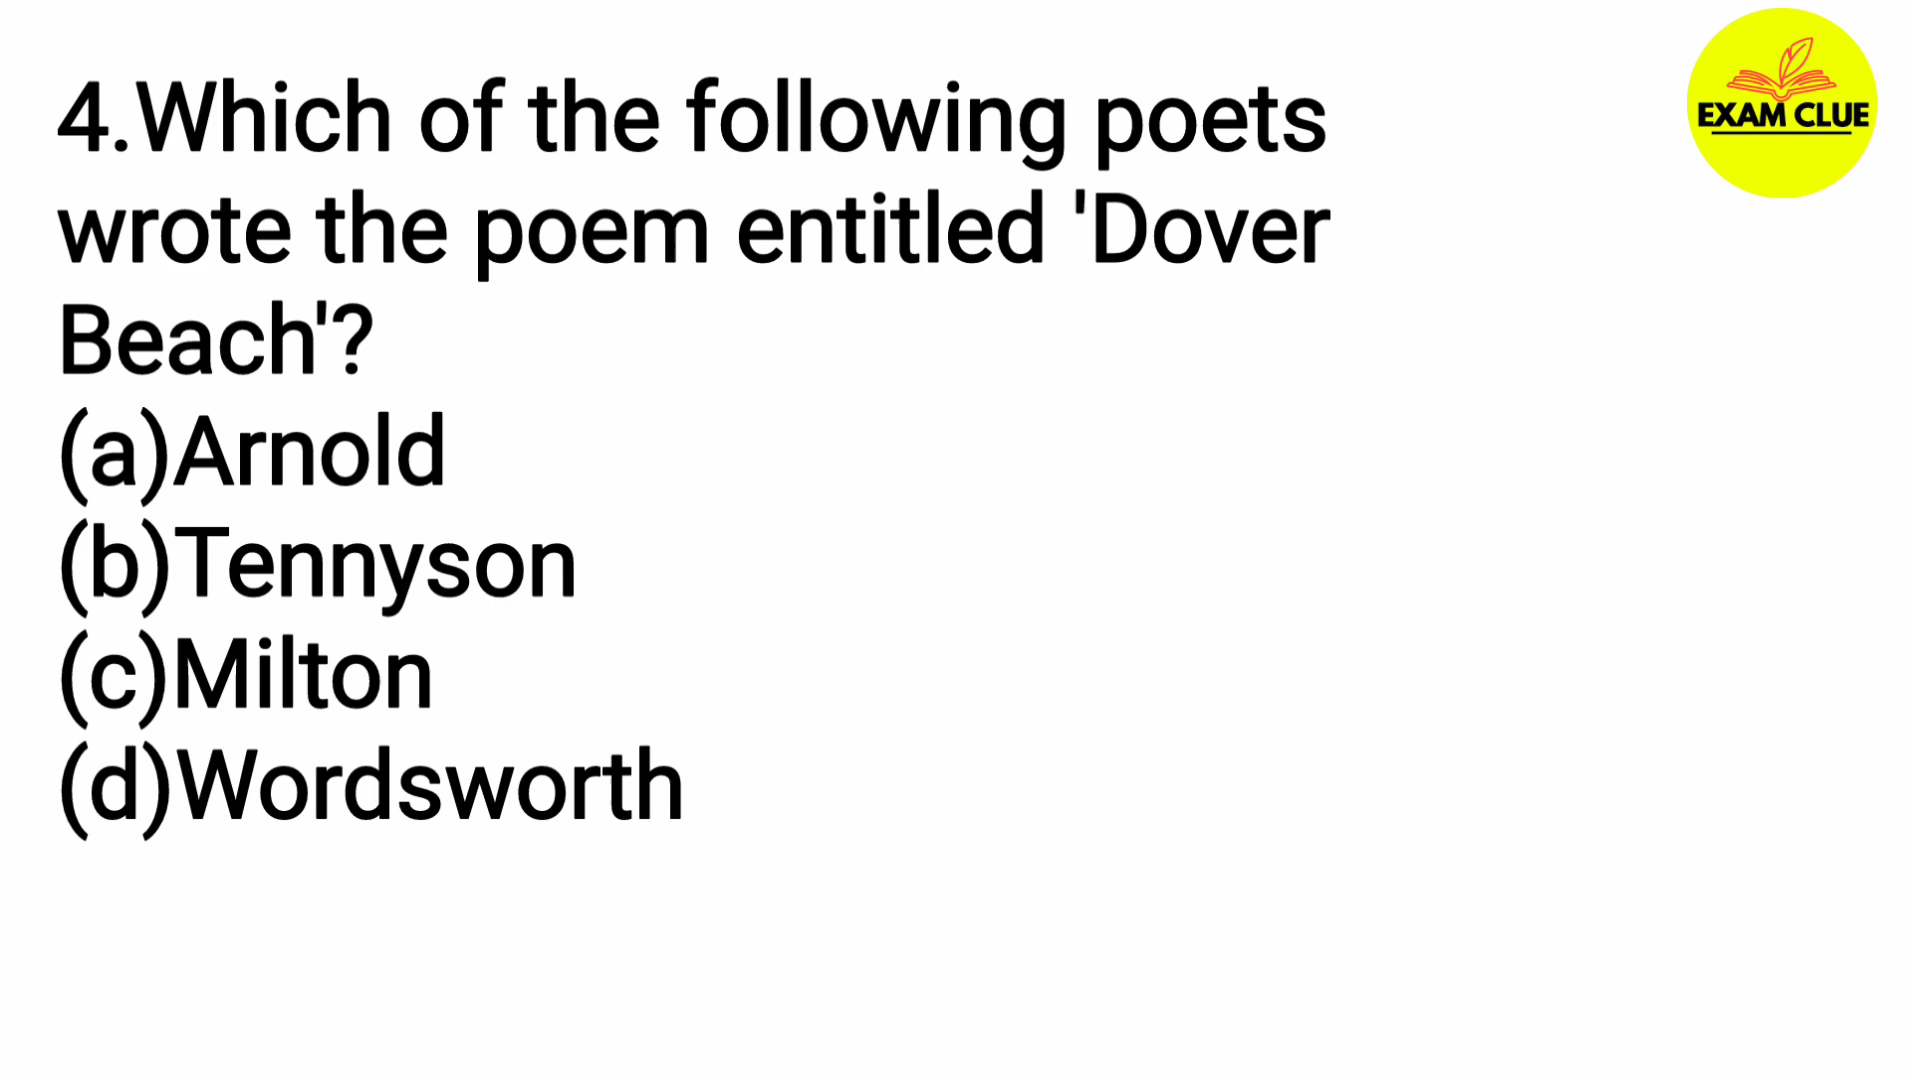 4.Which of the following poets
wrote the poem entitled 'Dover
Beach'?
(a)Arnold
(b)Tennyson
(c)Milton
(d)Wordsworth
EXAM CLUE